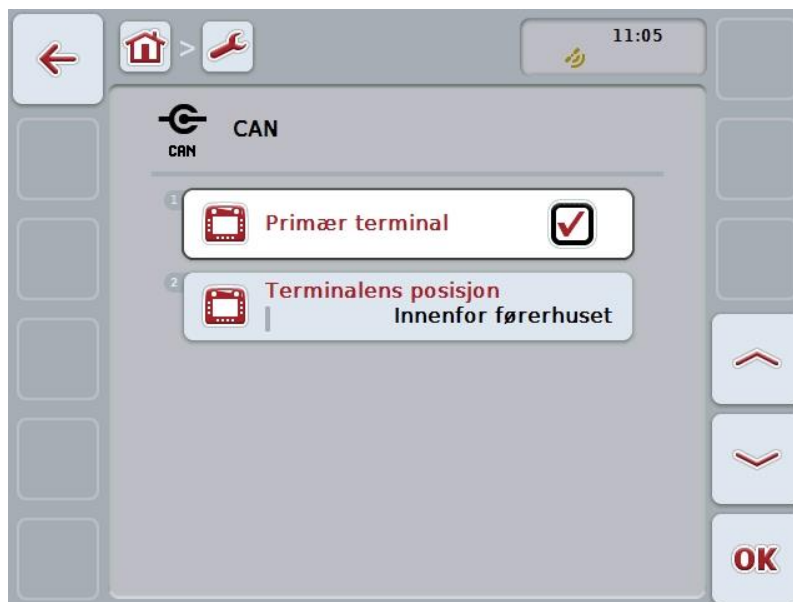 >
11:05
CAN
CAN
1
Primær terminal
2
Terminalens posisjon
Innenfor førerhuset
OK